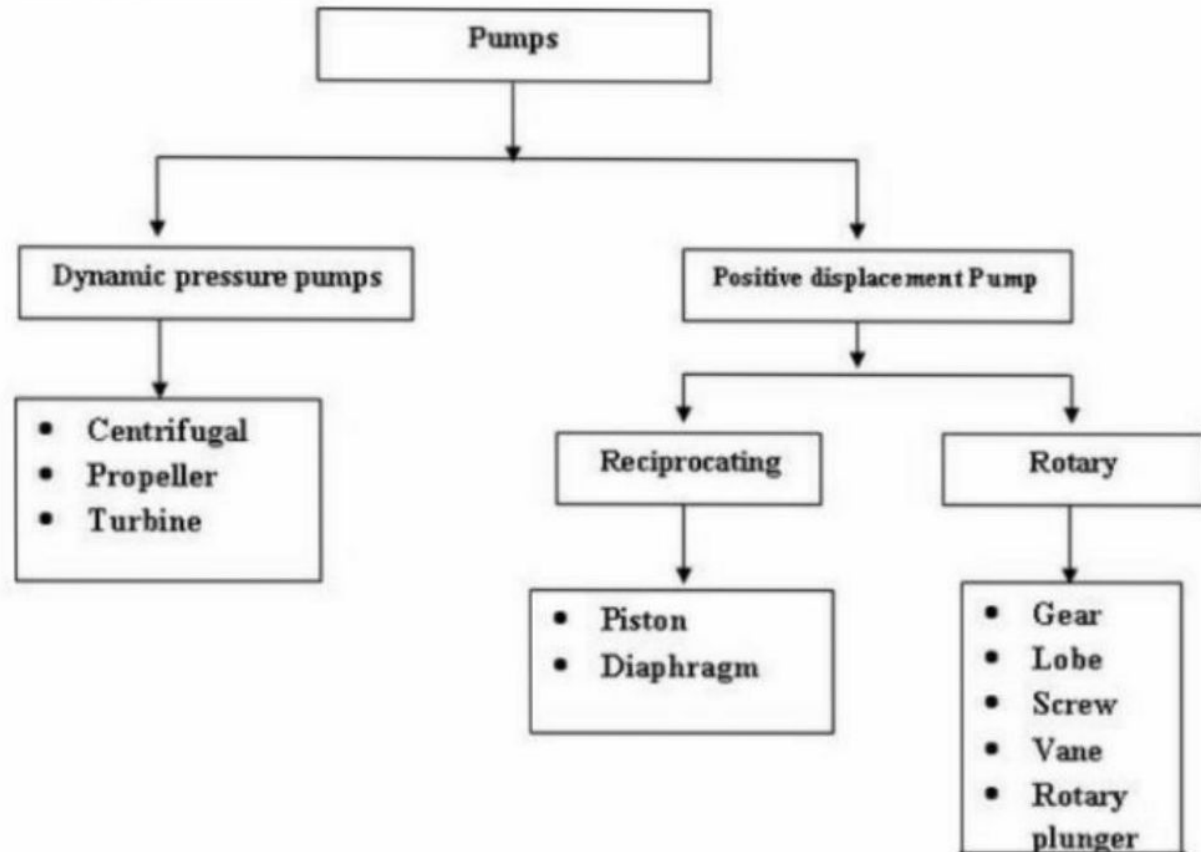 Pumps
Dynamic pressure pumps
Positive displacement Pump
• Centrifugal
• Propeller
• Turbine
Reciprocating
Rotary
• Piston
• Diaphragm
• Gear
• Lobe
• Screw
• Vane
• Rotary
plunger